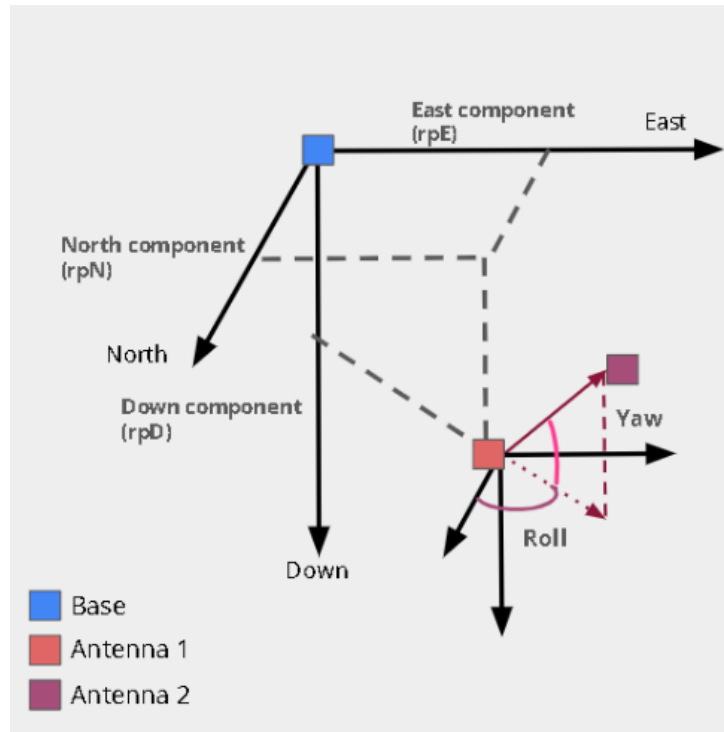 East component
(rpE)
East
North component
(rpN)
North
Down component
(rpD)
Yaw
Roll
Down
Base
Antenna 1
Antenna 2